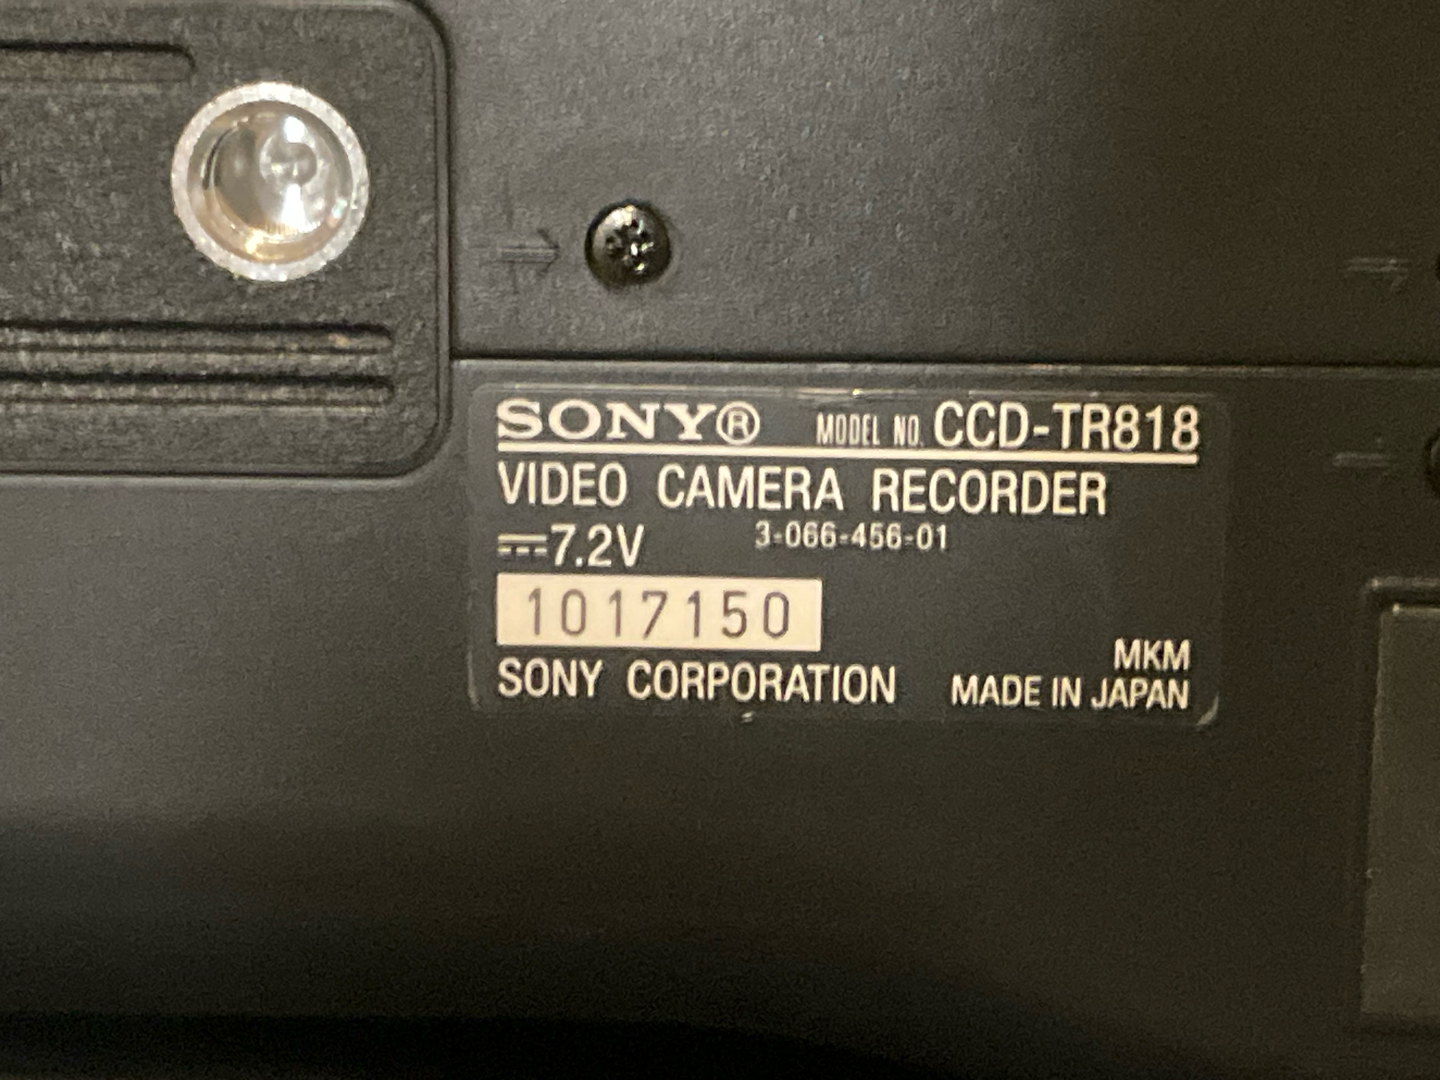 SONY® MODEL NO. CCD-TR818
VIDEO CAMERA RECORDER
⎓7.2V 3-066-456-01
1017150
SONY CORPORATION
MKM
MADE IN JAPAN